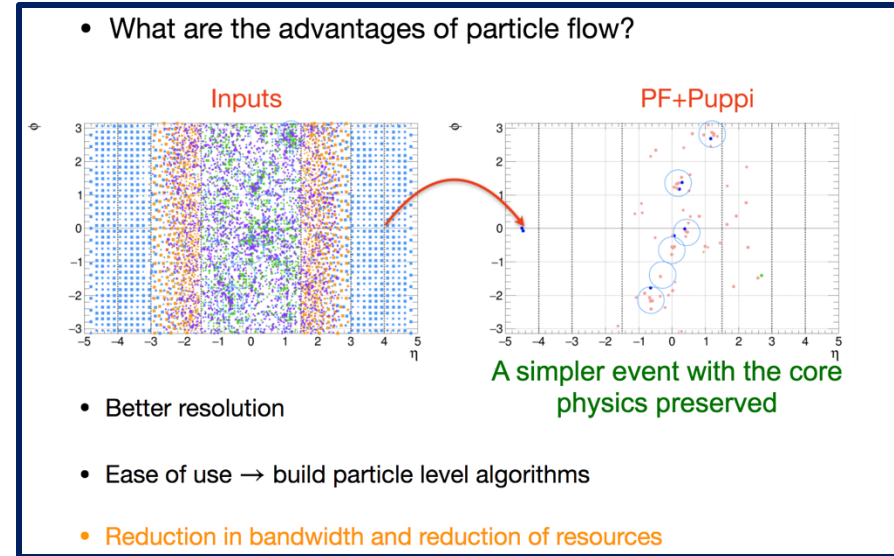 • What are the advantages of particle flow?
Inputs
PF+Puppi
ϕ
3
2
1
0
−1
−2
−3
−5 −4 −3 −2 −1 0 1 2 3 4 5
η
ϕ
3
2
1
0
−1
−2
−3
−5 −4 −3 −2 −1 0 1 2 3 4 5
η
A simpler event with the core
physics preserved
• Better resolution
• Ease of use → build particle level algorithms
• Reduction in bandwidth and reduction of resources